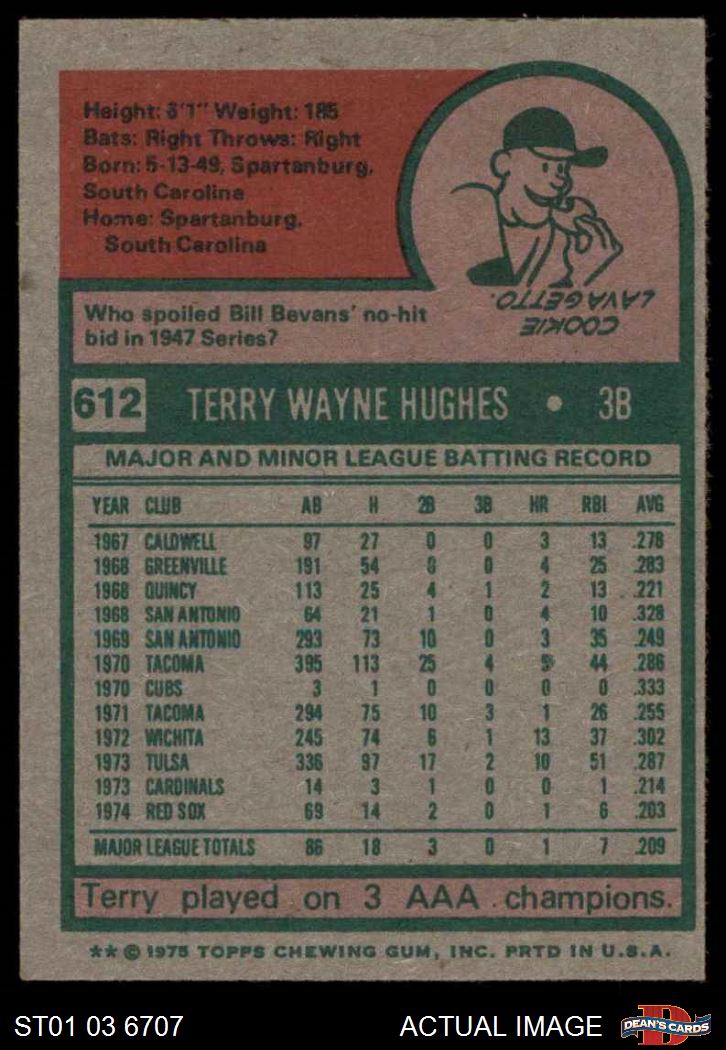 Height: 6'1" Weight: 185
Bats: Right Throws: Right
Born: 5-13-49, Spartanburg,
South Carolina
Home: Spartanburg,
South Carolina
COOKIE
LAVAGETTO.
Who spoiled Bill Bevans' no-hit
bid in 1947 Series?
612 TERRY WAYNE HUGHES • 3B
MAJOR AND MINOR LEAGUE BATTING RECORD
YEAR CLUB AB H 2B 3B HR RBI AVG
1967 CALDWELL 97 27 0 0 3 13 .278
1968 GREENVILLE 191 54 0 0 4 25 .283
1968 QUINCY 113 25 4 1 2 13 .221
1968 SAN ANTONIO 64 21 1 0 4 10 .328
1969 SAN ANTONIO 293 73 10 0 3 35 .249
1970 TACOMA 395 113 25 4 9 44 .286
1970 CUBS 3 1 0 0 0 0 .333
1971 TACOMA 294 75 10 3 1 26 .255
1972 WICHITA 245 74 6 1 13 37 .302
1973 TULSA 336 97 17 2 10 51 .287
1973 CARDINALS 14 3 1 0 0 1 .214
1974 RED SOX 69 14 2 0 1 6 .203
MAJOR LEAGUE TOTALS 86 18 3 0 1 7 .209
Terry played on 3 AAA champions.
** © 1975 TOPPS CHEWING GUM, INC. PRTD IN U.S.A.
ST01 03 6707 ACTUAL IMAGE D DEAN'S CARDS